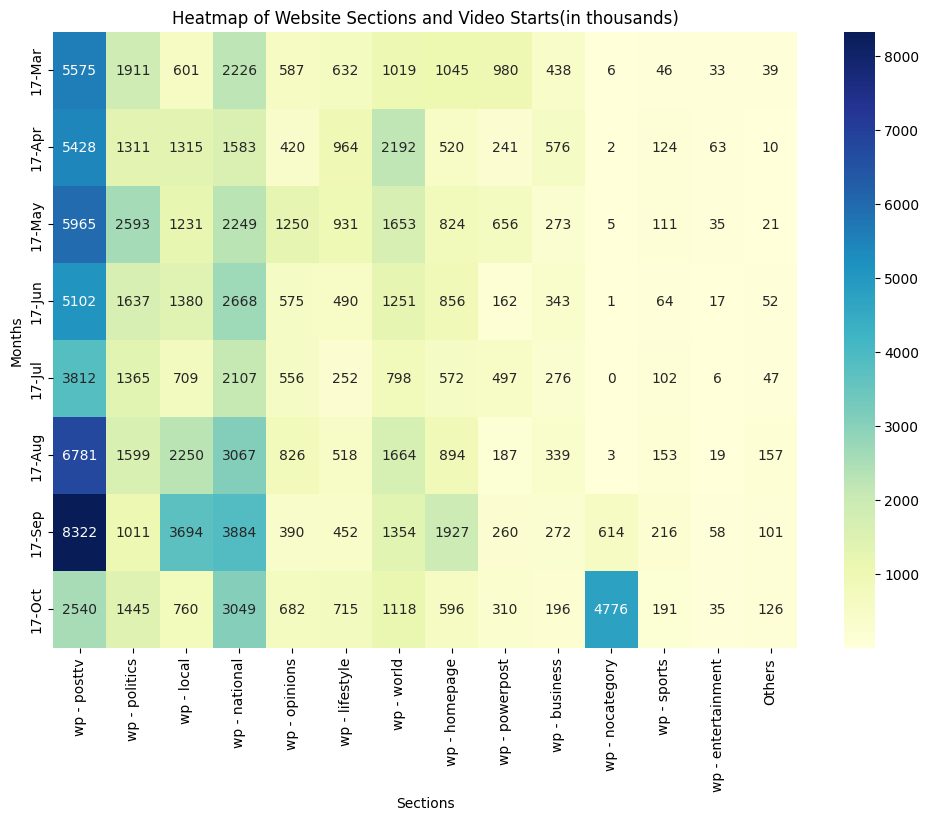 Heatmap of Website Sections and Video Starts(in thousands)
17-Mar 5575 1911 601 2226 587 632 1019 1045 980 438 6 46 33 39
17-Apr 5428 1311 1315 1583 420 964 2192 520 241 576 2 124 63 10
17-May 5965 2593 1231 2249 1250 931 1653 824 656 273 5 111 35 21
17-Jun 5102 1637 1380 2668 575 490 1251 856 162 343 1 64 17 52
17-Jul 3812 1365 709 2107 556 252 798 572 497 276 0 102 6 47
17-Aug 6781 1599 2250 3067 826 518 1664 894 187 339 3 153 19 157
17-Sep 8322 1011 3694 3884 390 452 1354 1927 260 272 614 216 58 101
17-Oct 2540 1445 760 3049 682 715 1118 596 310 196 4776 191 35 126
Months
wp - posttv
wp - politics
wp - local
wp - national
wp - opinions
wp - lifestyle
wp - world
wp - homepage
wp - powerpost
wp - business
wp - nocategory
wp - sports
wp - entertainment
Others
Sections
8000
7000
6000
5000
4000
3000
2000
1000